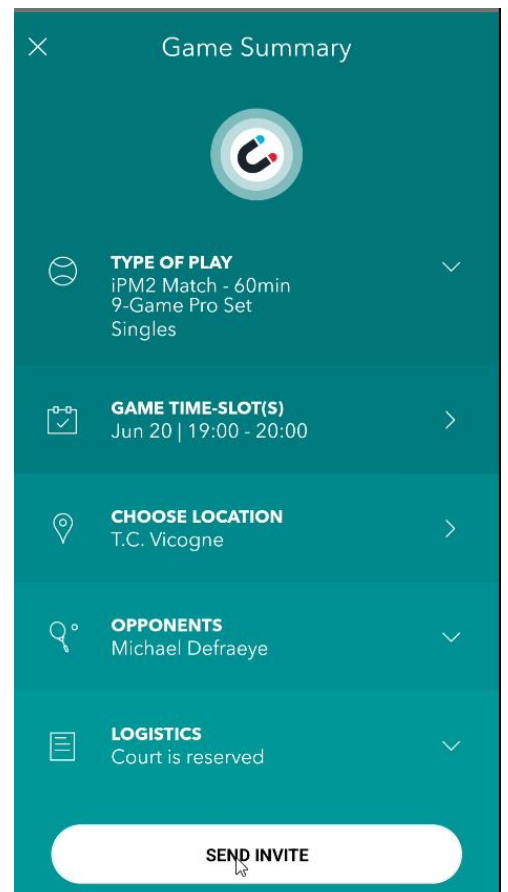 Game Summary
TYPE OF PLAY
iPM2 Match - 60min
9-Game Pro Set
Singles
GAME TIME-SLOT(S)
Jun 20 | 19:00 - 20:00
CHOOSE LOCATION
T.C. Vicogne
OPPONENTS
Michael Defraeye
LOGISTICS
Court is reserved
SEND INVITE